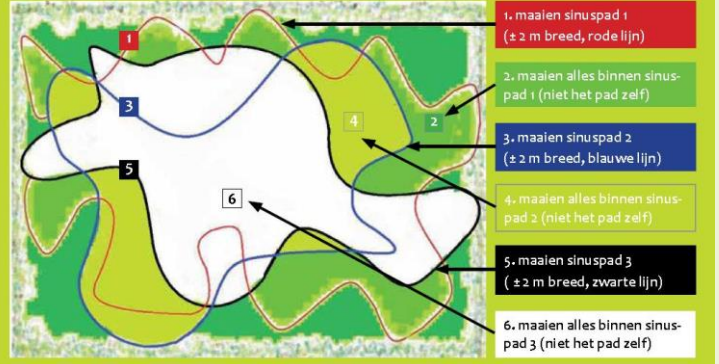 1
2
3
4
5
6
1. maaien sinuspad 1
(± 2 m breed, rode lijn)
2. maaien alles binnen sinus-
pad 1 (niet het pad zelf)
3. maaien sinuspad 2
(± 2 m breed, blauwe lijn)
4. maaien alles binnen sinus-
pad 2 (niet het pad zelf)
5. maaien sinuspad 3
( ± 2 m breed, zwarte lijn)
6. maaien alles binnen sinus-
pad 3 (niet het pad zelf)